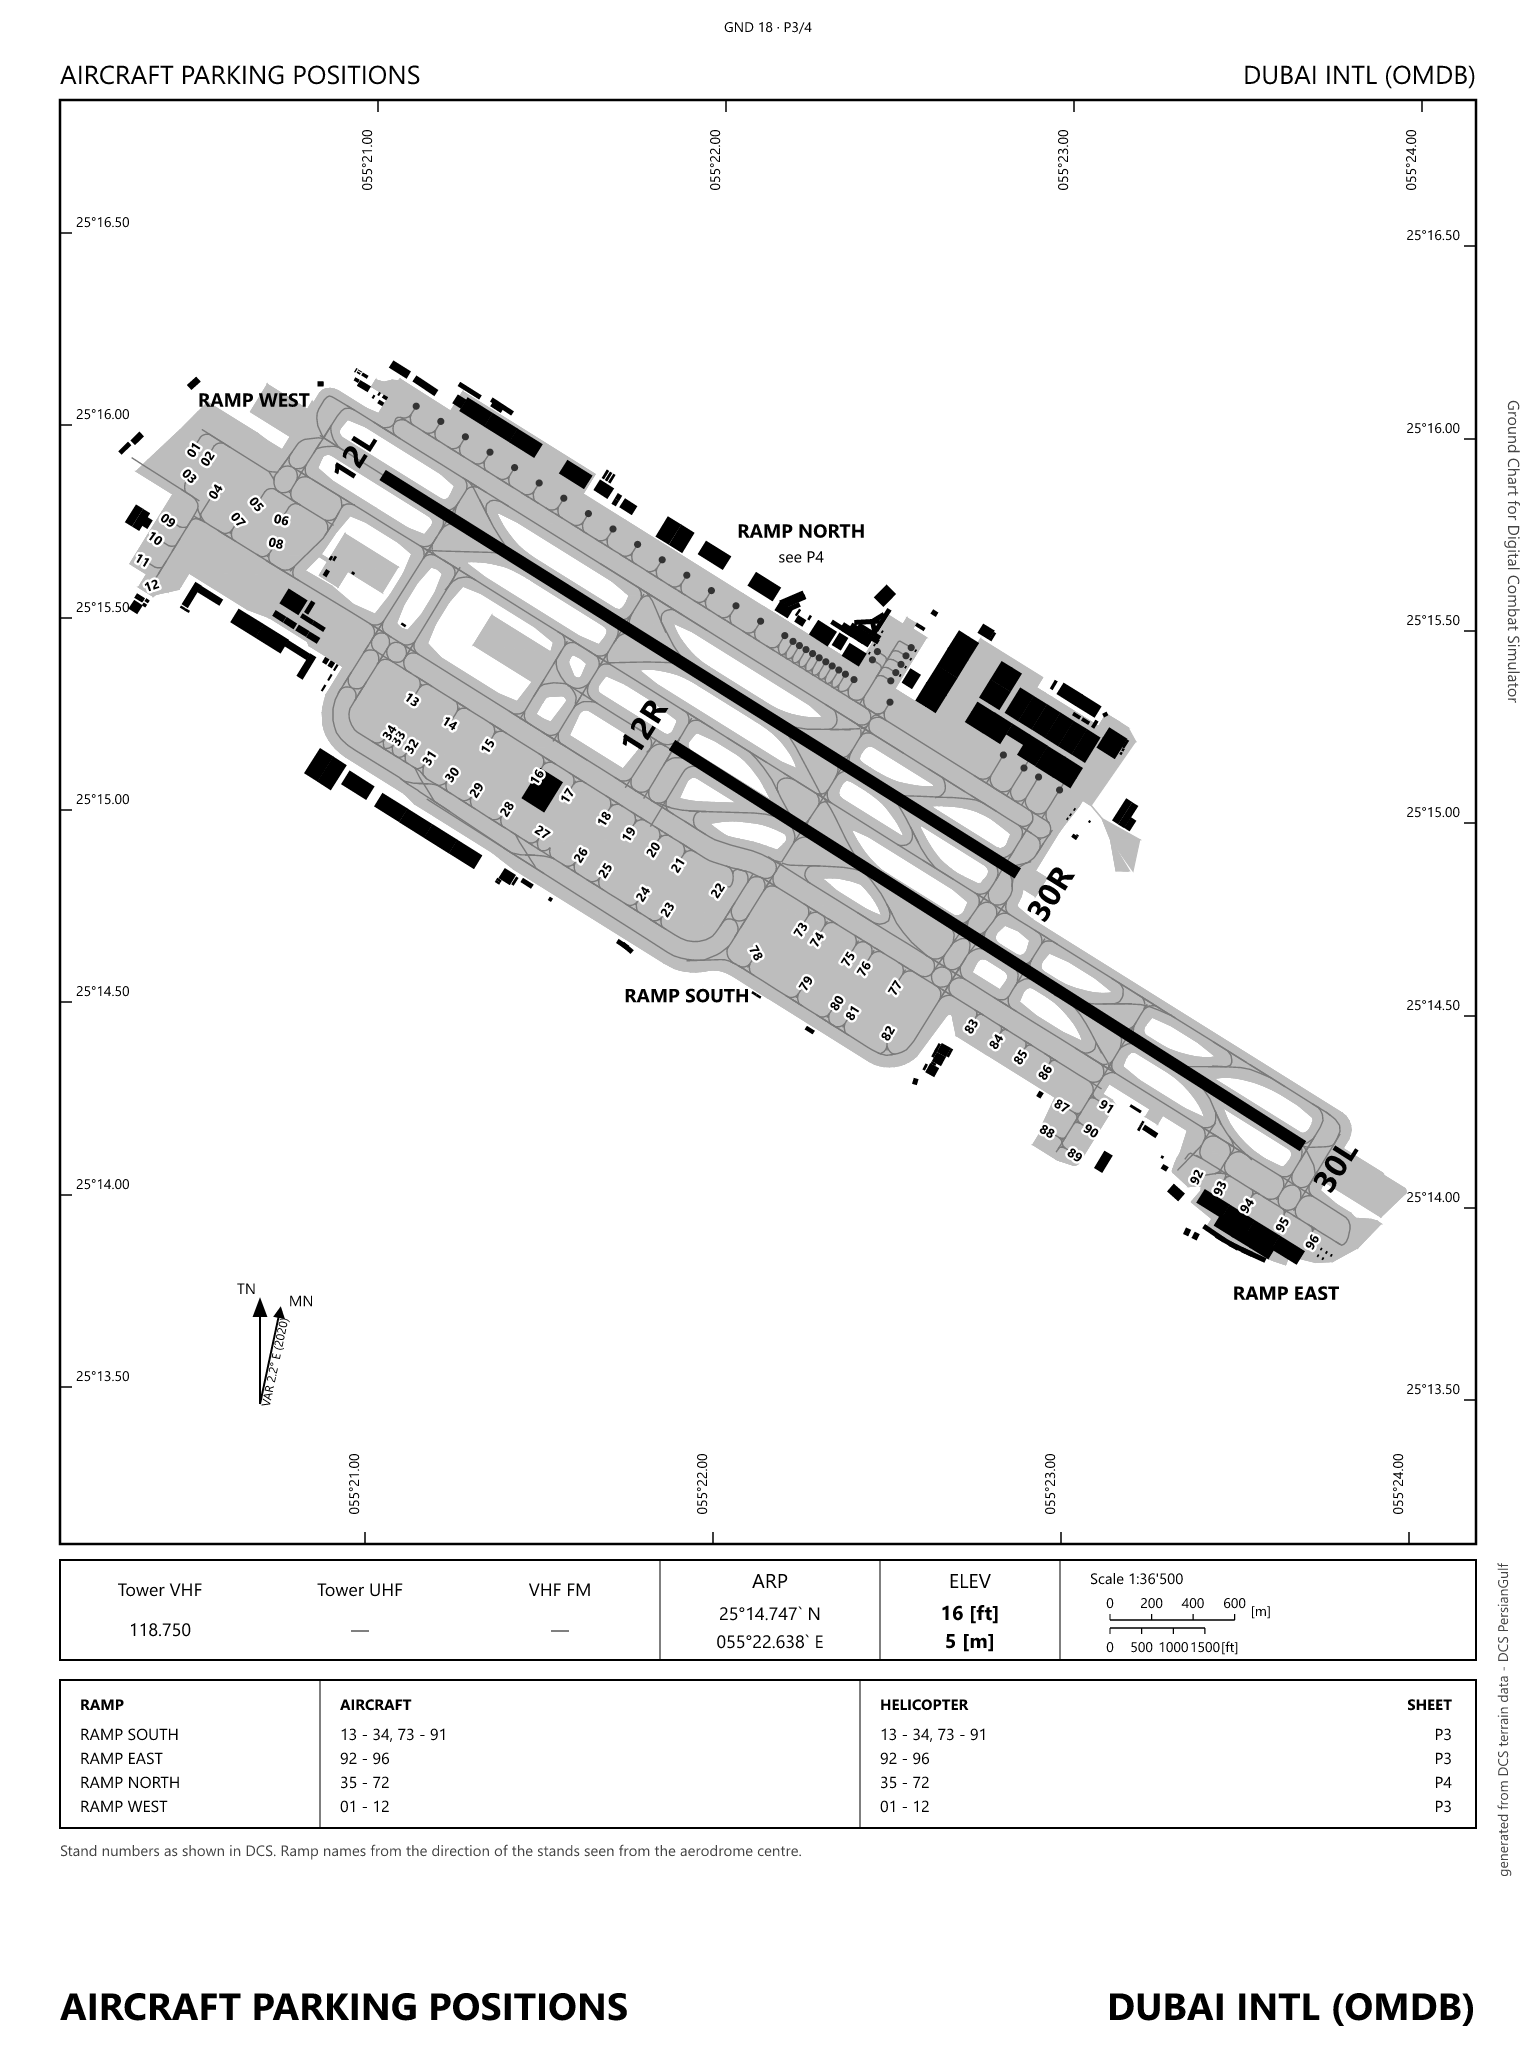 GND 18 · P3/4
AIRCRAFT PARKING POSITIONS
DUBAI INTL (OMDB)
055°21.00
055°22.00
055°23.00
055°24.00
25°16.50
25°16.50
RAMP WEST
25°16.00
25°16.00
12L
01
02
03
04
05
06
07
08
09
10
11
12
RAMP NORTH
see P4
25°15.50
25°15.50
12R
13
14
15
16
17
18
19
20
21
22
34
33
32
31
30
29
28
27
26
25
24
23
25°15.00
25°15.00
30R
73
74
75
76
77
78
79
80
81
82
RAMP SOUTH
25°14.50
25°14.50
83
84
85
86
87
88
89
90
91
30L
25°14.00
25°14.00
92
93
94
95
96
RAMP EAST
TN
MN
VAR 2.2° E (2020)
25°13.50
25°13.50
055°21.00
055°22.00
055°23.00
055°24.00
Ground Chart for Digital Combat Simulator
Tower VHF
118.750
Tower UHF
—
VHF FM
—
ARP
25°14.747` N
055°22.638` E
ELEV
16 [ft]
5 [m]
Scale 1:36'500
0 200 400 600 [m]
0 500 1000 1500 [ft]
RAMP AIRCRAFT HELICOPTER SHEET
RAMP SOUTH 13 - 34, 73 - 91 13 - 34, 73 - 91 P3
RAMP EAST 92 - 96 92 - 96 P3
RAMP NORTH 35 - 72 35 - 72 P4
RAMP WEST 01 - 12 01 - 12 P3
generated from DCS terrain data - DCS PersianGulf
Stand numbers as shown in DCS. Ramp names from the direction of the stands seen from the aerodrome centre.
AIRCRAFT PARKING POSITIONS
DUBAI INTL (OMDB)